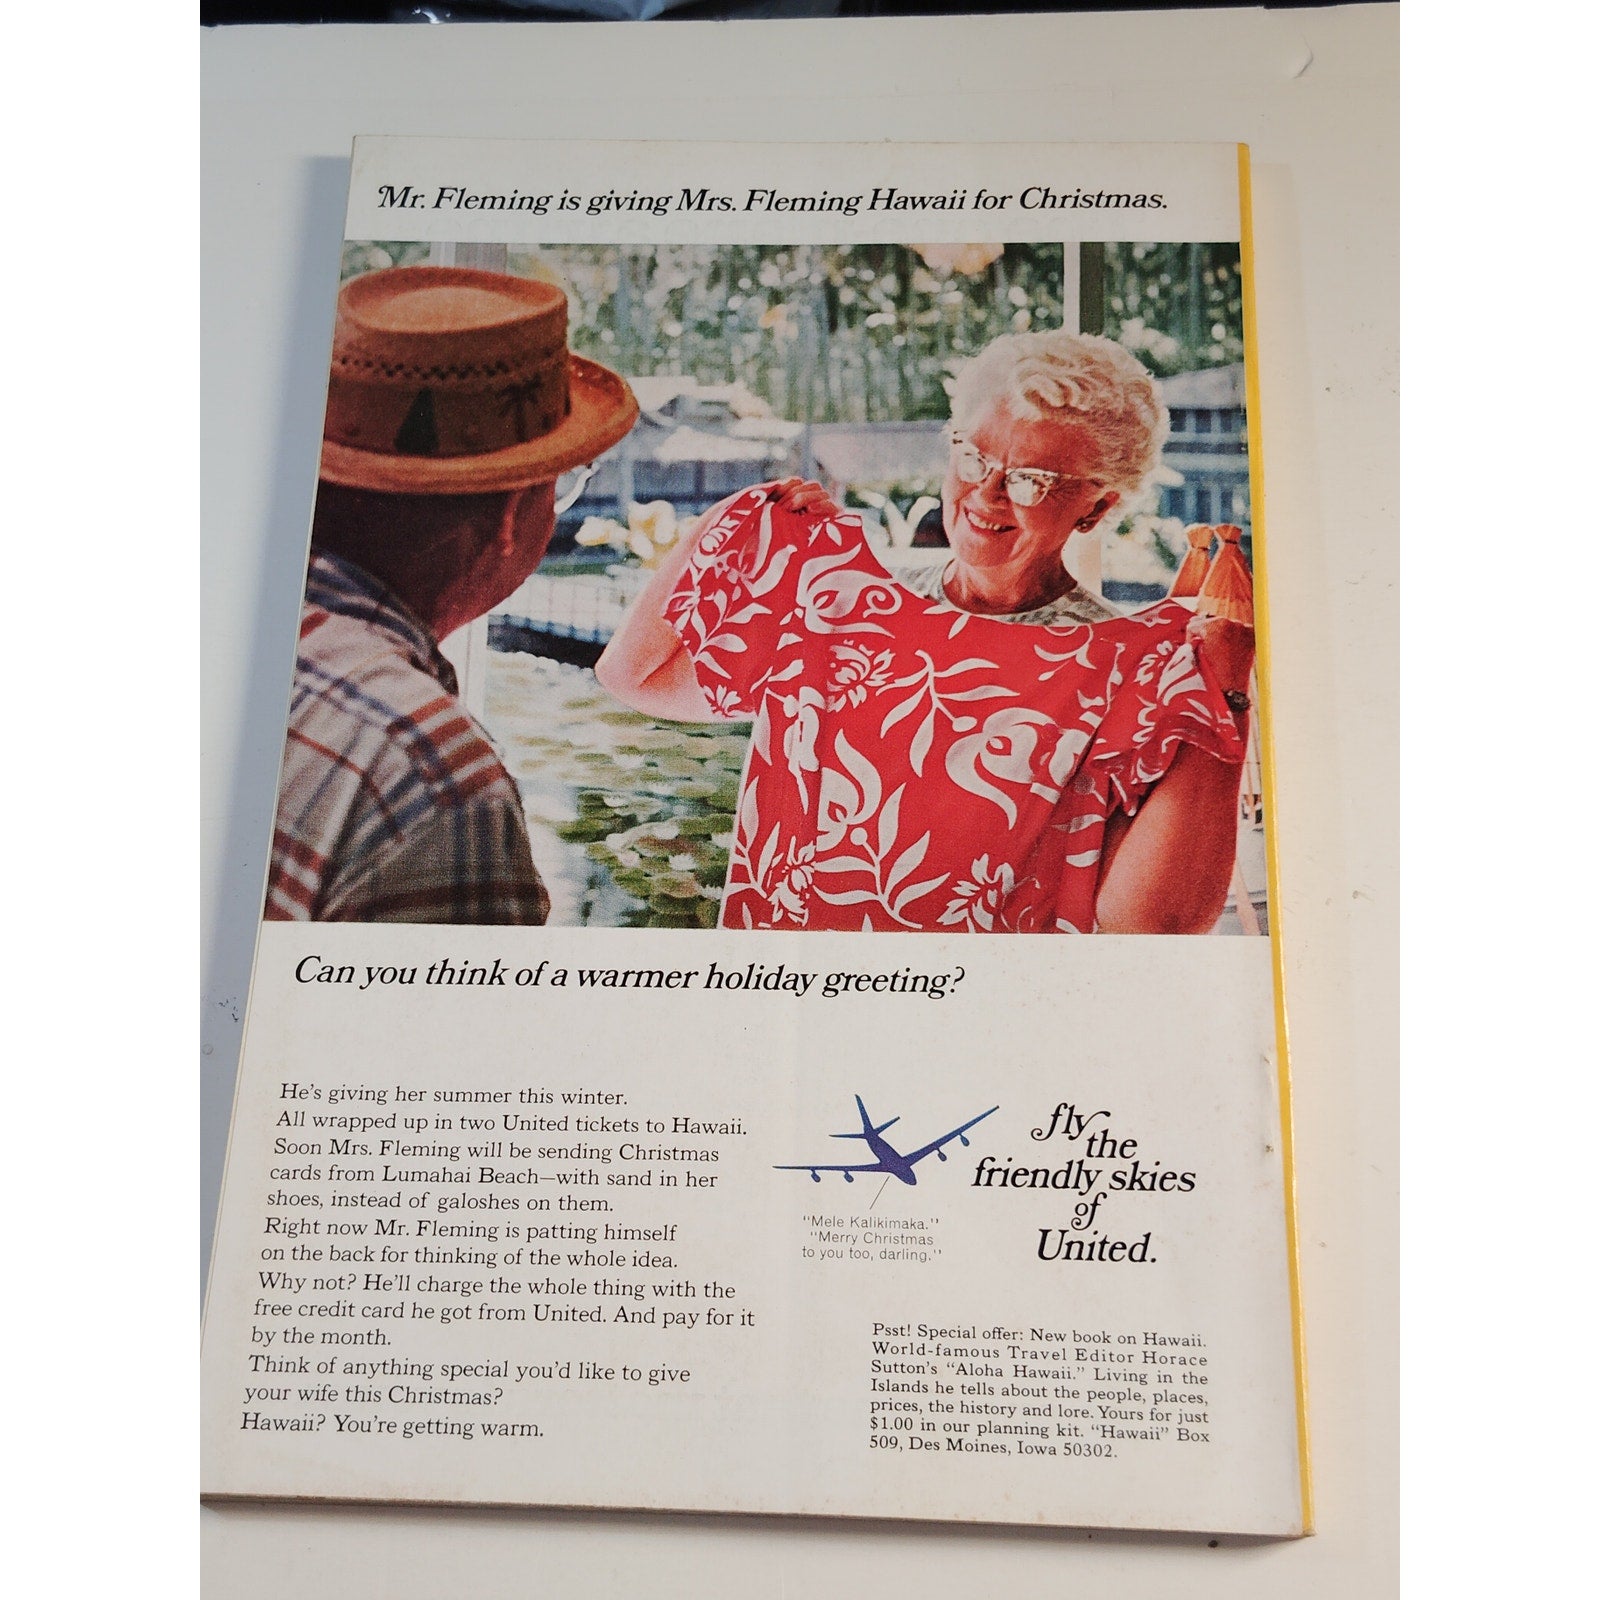 Mr. Fleming is giving Mrs. Fleming Hawaii for Christmas.
Can you think of a warmer holiday greeting?
He's giving her summer this winter.
All wrapped up in two United tickets to Hawaii.
Soon Mrs. Fleming will be sending Christmas
cards from Lumahai Beach—with sand in her
shoes, instead of galoshes on them.
Right now Mr. Fleming is patting himself
on the back for thinking of the whole idea.
Why not? He'll charge the whole thing with the
free credit card he got from United. And pay for it
by the month.
Think of anything special you'd like to give
your wife this Christmas?
Hawaii? You're getting warm.
"Mele Kalikimaka."
"Merry Christmas
to you too, darling."
fly
the
friendly skies
of
United.
Psst! Special offer: New book on Hawaii.
World-famous Travel Editor Horace
Sutton's "Aloha Hawaii." Living in the
Islands he tells about the people, places,
prices, the history and lore. Yours for just
$1.00 in our planning kit. "Hawaii" Box
509, Des Moines, Iowa 50302.